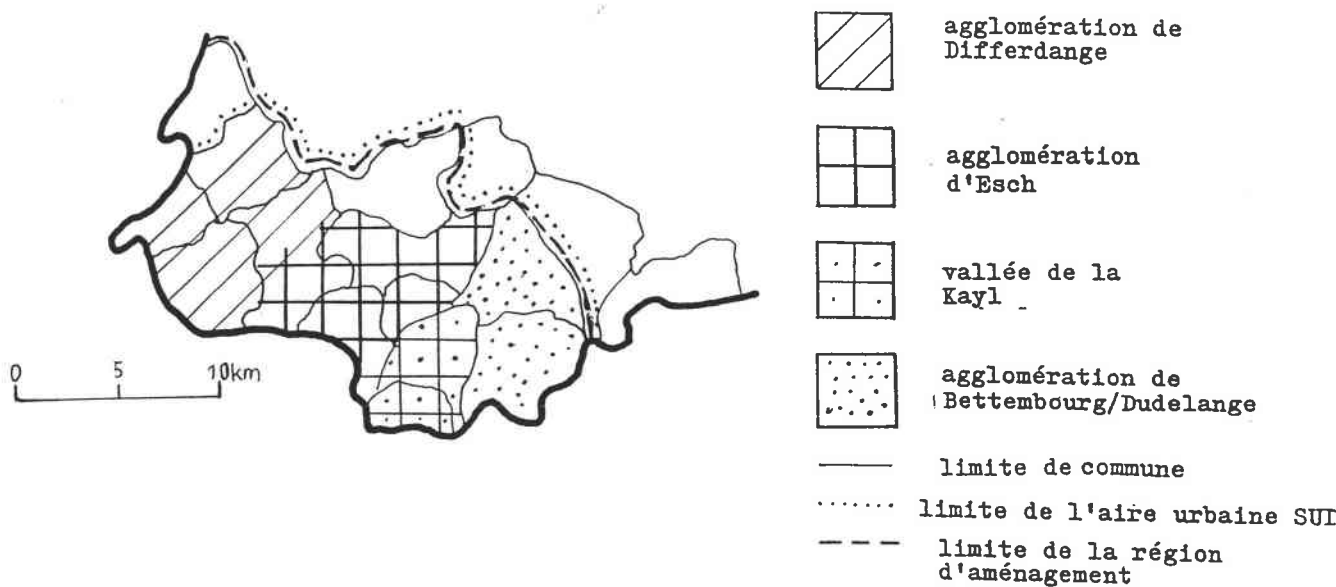 agglomération de
Differdange
agglomération
d'Esch
vallée de la
Kayl
0 5 10km
agglomération de
Bettembourg/Dudelange
limite de commune
limite de l'aire urbaine SUD
limite de la région
d'aménagement